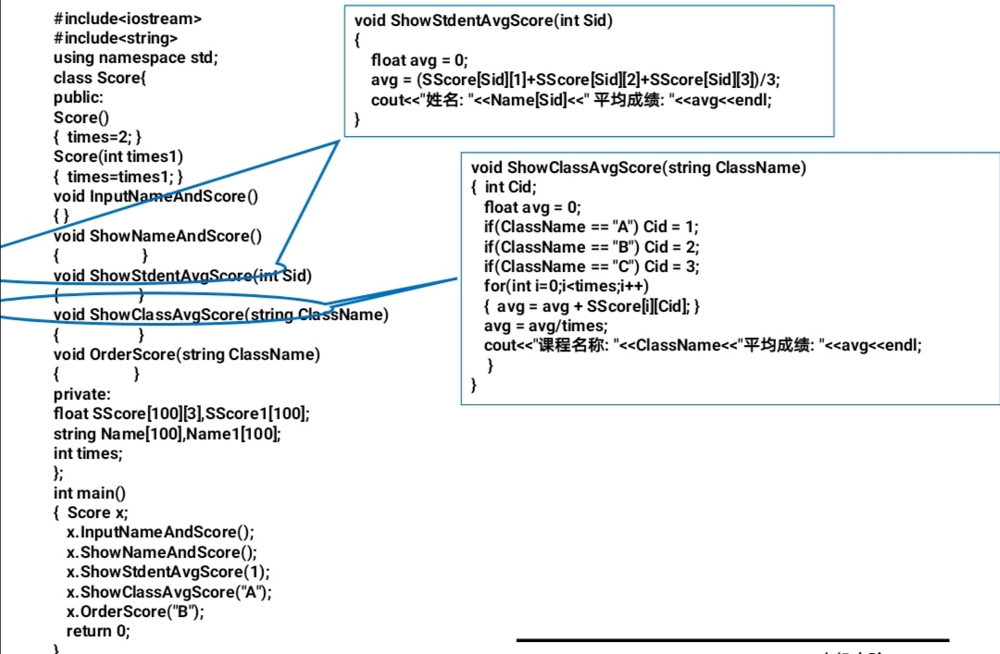 #include<iostream>
#include<string>
using namespace std;
class Score{
public:
Score()
{ times=2; }
Score(int times1)
{ times=times1; }
void InputNameAndScore()
{ }
void ShowNameAndScore()
{ }
void ShowStdentAvgScore(int Sid)
{ }
void ShowClassAvgScore(string ClassName)
{ }
void OrderScore(string ClassName)
{ }
private:
float SScore[100][3],SScore1[100];
string Name[100],Name1[100];
int times;
};
int main()
{ Score x;
x.InputNameAndScore();
x.ShowNameAndScore();
x.ShowStdentAvgScore(1);
x.ShowClassAvgScore("A");
x.OrderScore("B");
return 0;
}
void ShowStdentAvgScore(int Sid)
{
float avg = 0;
avg = (SScore[Sid][1]+SScore[Sid][2]+SScore[Sid][3])/3;
cout<<"姓名: "<<Name[Sid]<<" 平均成绩: "<<avg<<endl;
}
void ShowClassAvgScore(string ClassName)
{ int Cid;
float avg = 0;
if(ClassName == "A") Cid = 1;
if(ClassName == "B") Cid = 2;
if(ClassName == "C") Cid = 3;
for(int i=0;i<times;i++)
{ avg = avg + SScore[i][Cid]; }
avg = avg/times;
cout<<"课程名称: "<<ClassName<<"平均成绩: "<<avg<<endl;
}
}